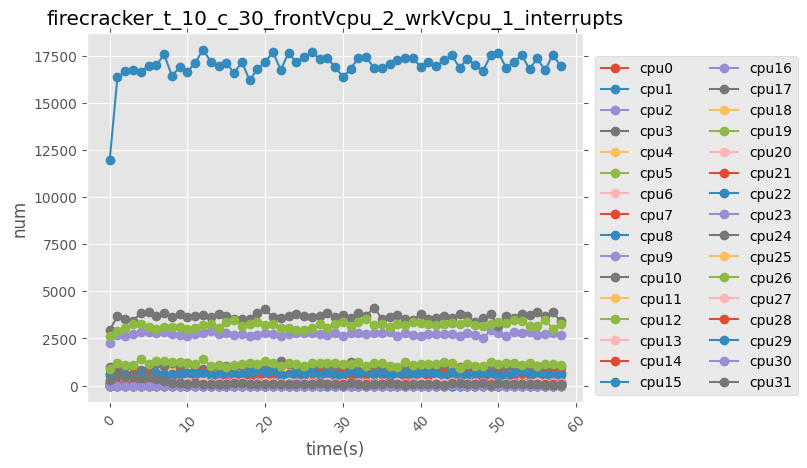 firecracker_t_10_c_30_frontVcpu_2_wrkVcpu_1_interrupts
17500
15000
12500
10000
7500
5000
2500
0
num
0
10
20
30
40
50
60
time(s)
cpu0
cpu1
cpu2
cpu3
cpu4
cpu5
cpu6
cpu7
cpu8
cpu9
cpu10
cpu11
cpu12
cpu13
cpu14
cpu15
cpu16
cpu17
cpu18
cpu19
cpu20
cpu21
cpu22
cpu23
cpu24
cpu25
cpu26
cpu27
cpu28
cpu29
cpu30
cpu31